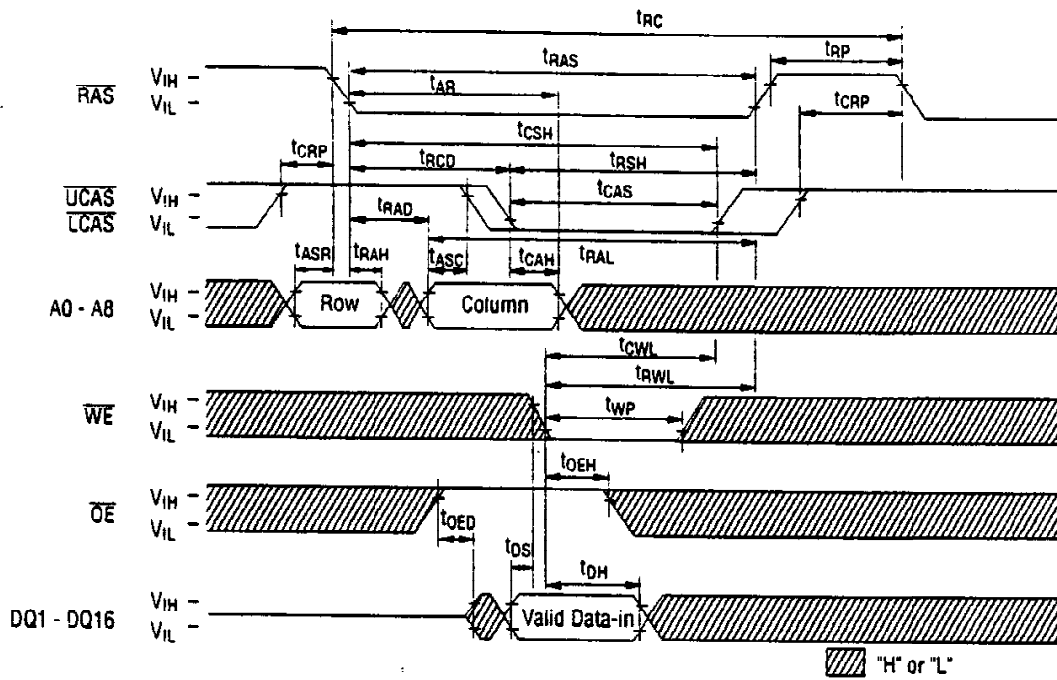 tRC
tRP
tRAS
RAS
VIH
VIL
tAR
tCRP
tCSH
tCRP
tRCD
tRSH
UCAS
LCAS
VIH
VIL
tCAS
tRAD
tRAL
tASR
tRAH
tASC
tCAH
A0 - A8
VIH
VIL
Row
Column
tCWL
tRWL
WE
VIH
VIL
tWP
tOEH
OE
VIH
VIL
tOED
tDS
tDH
DQ1 - DQ16
VIH
VIL
Valid Data-in
"H" or "L"